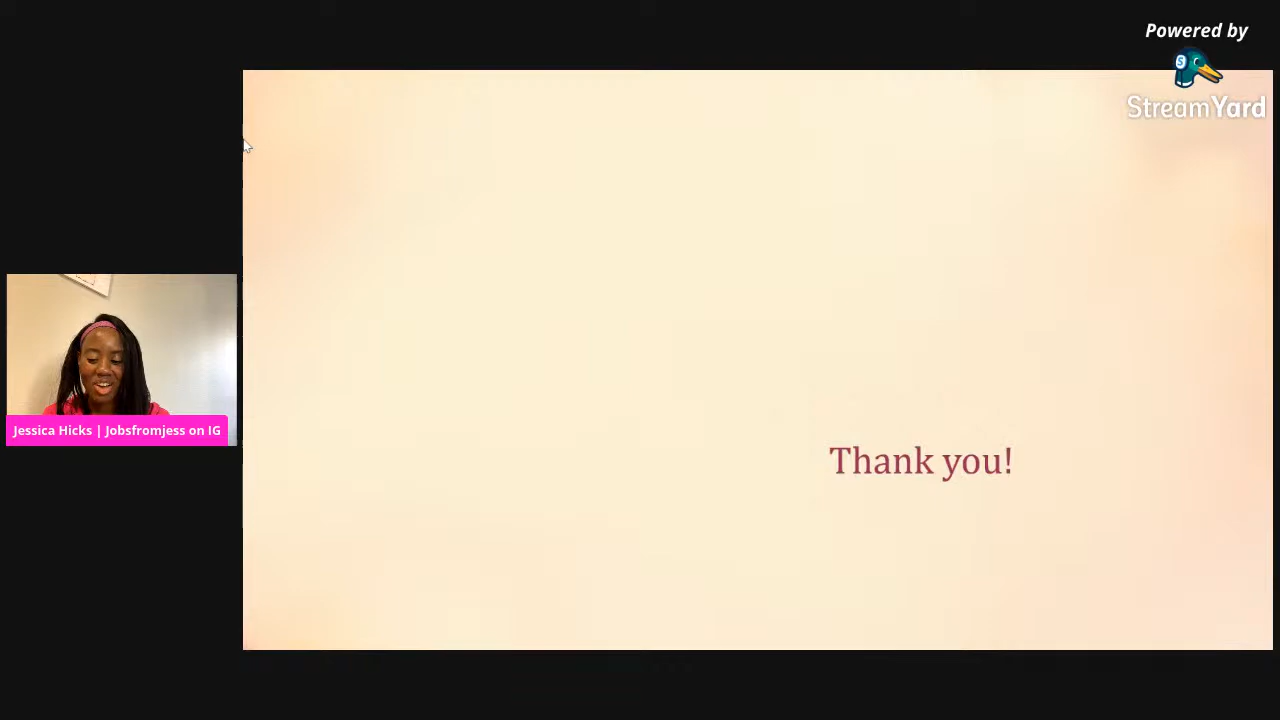 Powered by
S
StreamYard
Jessica Hicks | Jobsfromjess on IG
Thank you!